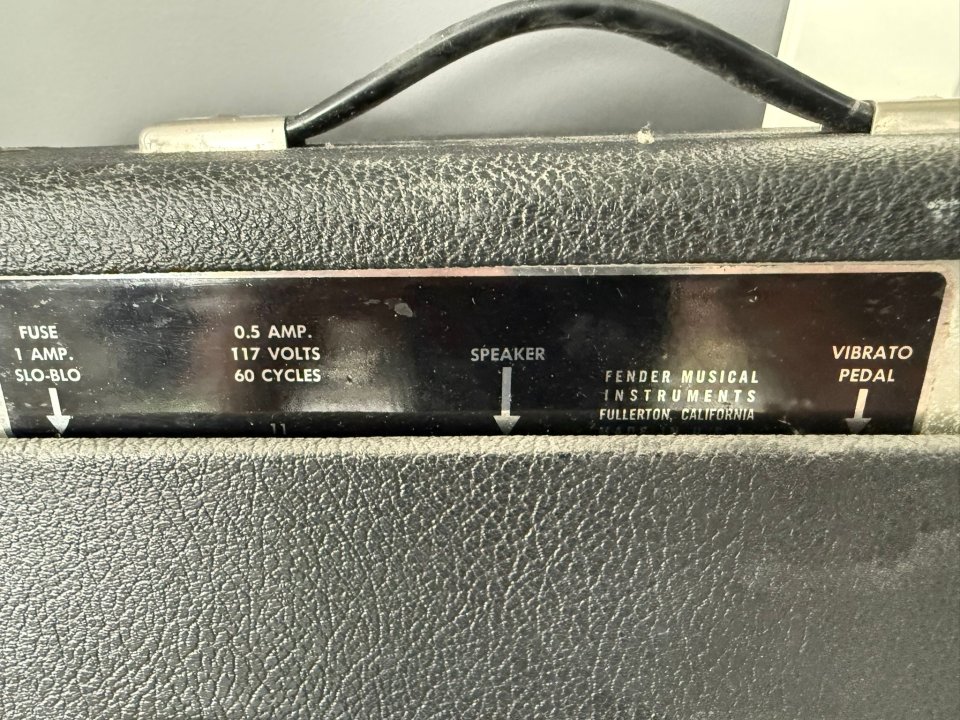 FUSE
1 AMP.
SLO-BLO
0.5 AMP.
117 VOLTS
60 CYCLES
11
SPEAKER
FENDER MUSICAL
INSTRUMENTS
FULLERTON, CALIFORNIA
VIBRATO
PEDAL